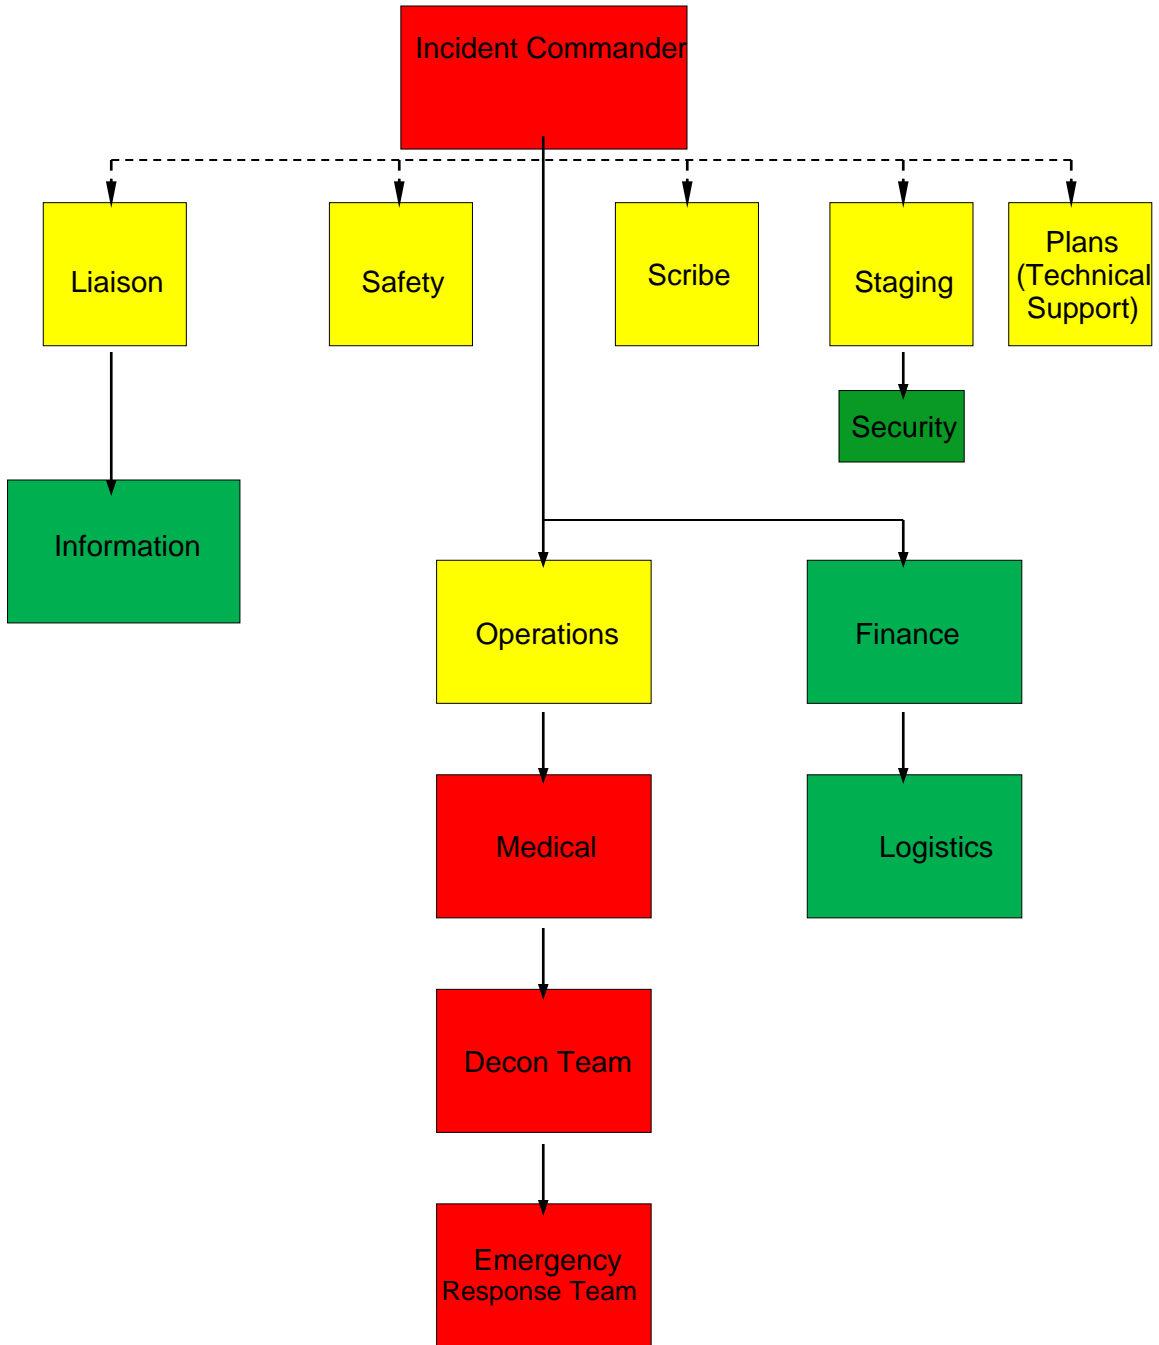 Incident Commander
Liaison
Safety
Scribe
Staging
Plans
(Technical
Support)
Security
Information
Operations
Finance
Medical
Logistics
Decon Team
Emergency
Response Team